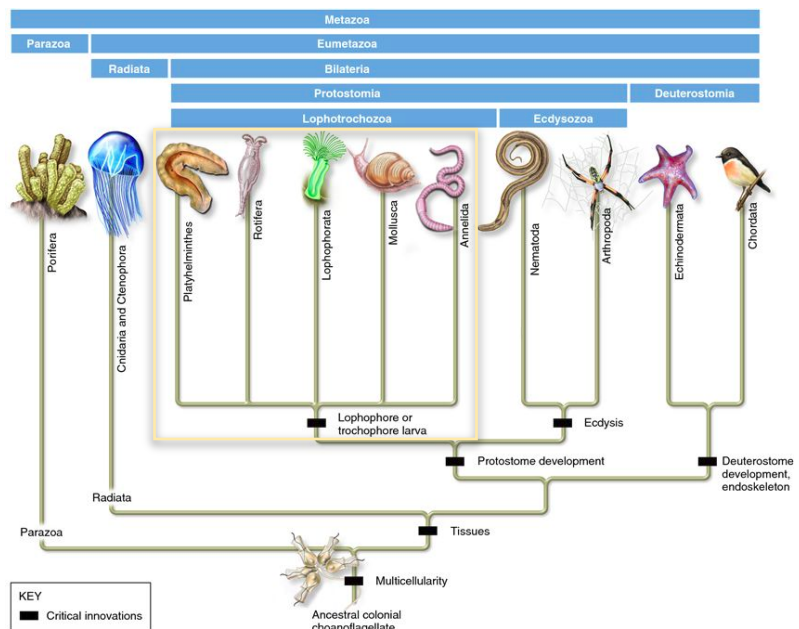 Metazoa
Parazoa
Eumetazoa
Radiata
Bilateria
Protostomia
Deuterostomia
Lophotrochozoa
Ecdysozoa
Porifera
Cnidaria and Ctenophora
Platyhelminthes
Rotifera
Lophophorata
Mollusca
Annelida
Nematoda
Arthropoda
Echinodermata
Chordata
Lophophore or
trochophore larva
Ecdysis
Protostome development
Deuterostome
development,
endoskeleton
Radiata
Parazoa
Tissues
Multicellularity
KEY
Critical innovations
Ancestral colonial
choanoflagellate